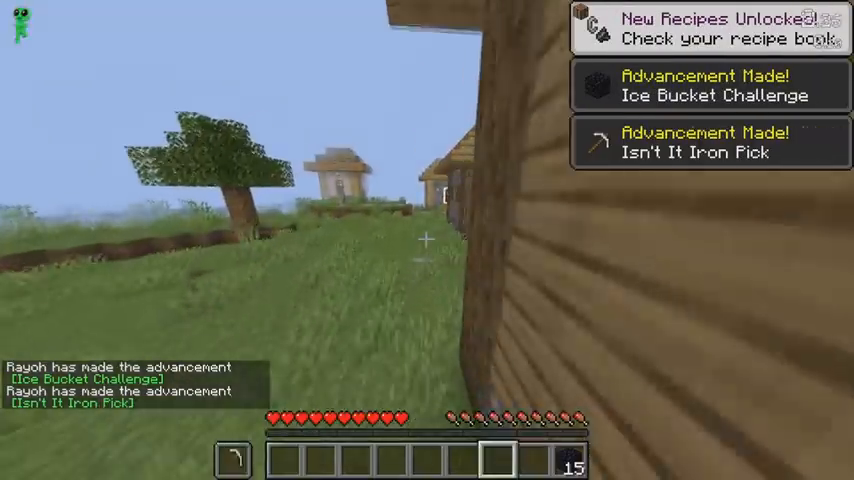 New Recipes Unlocked!
Check your recipe book
Advancement Made!
Ice Bucket Challenge
Advancement Made!
Isn't It Iron Pick
Rayoh has made the advancement
[Ice Bucket Challenge]
Rayoh has made the advancement
[Isn't It Iron Pick]
15